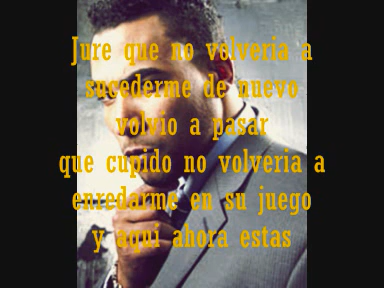 Jure que no volveria a
sucederme de nuevo
volvio a pasar
que cupido no volveria a
enredarme en su juego
y aqui ahora estas